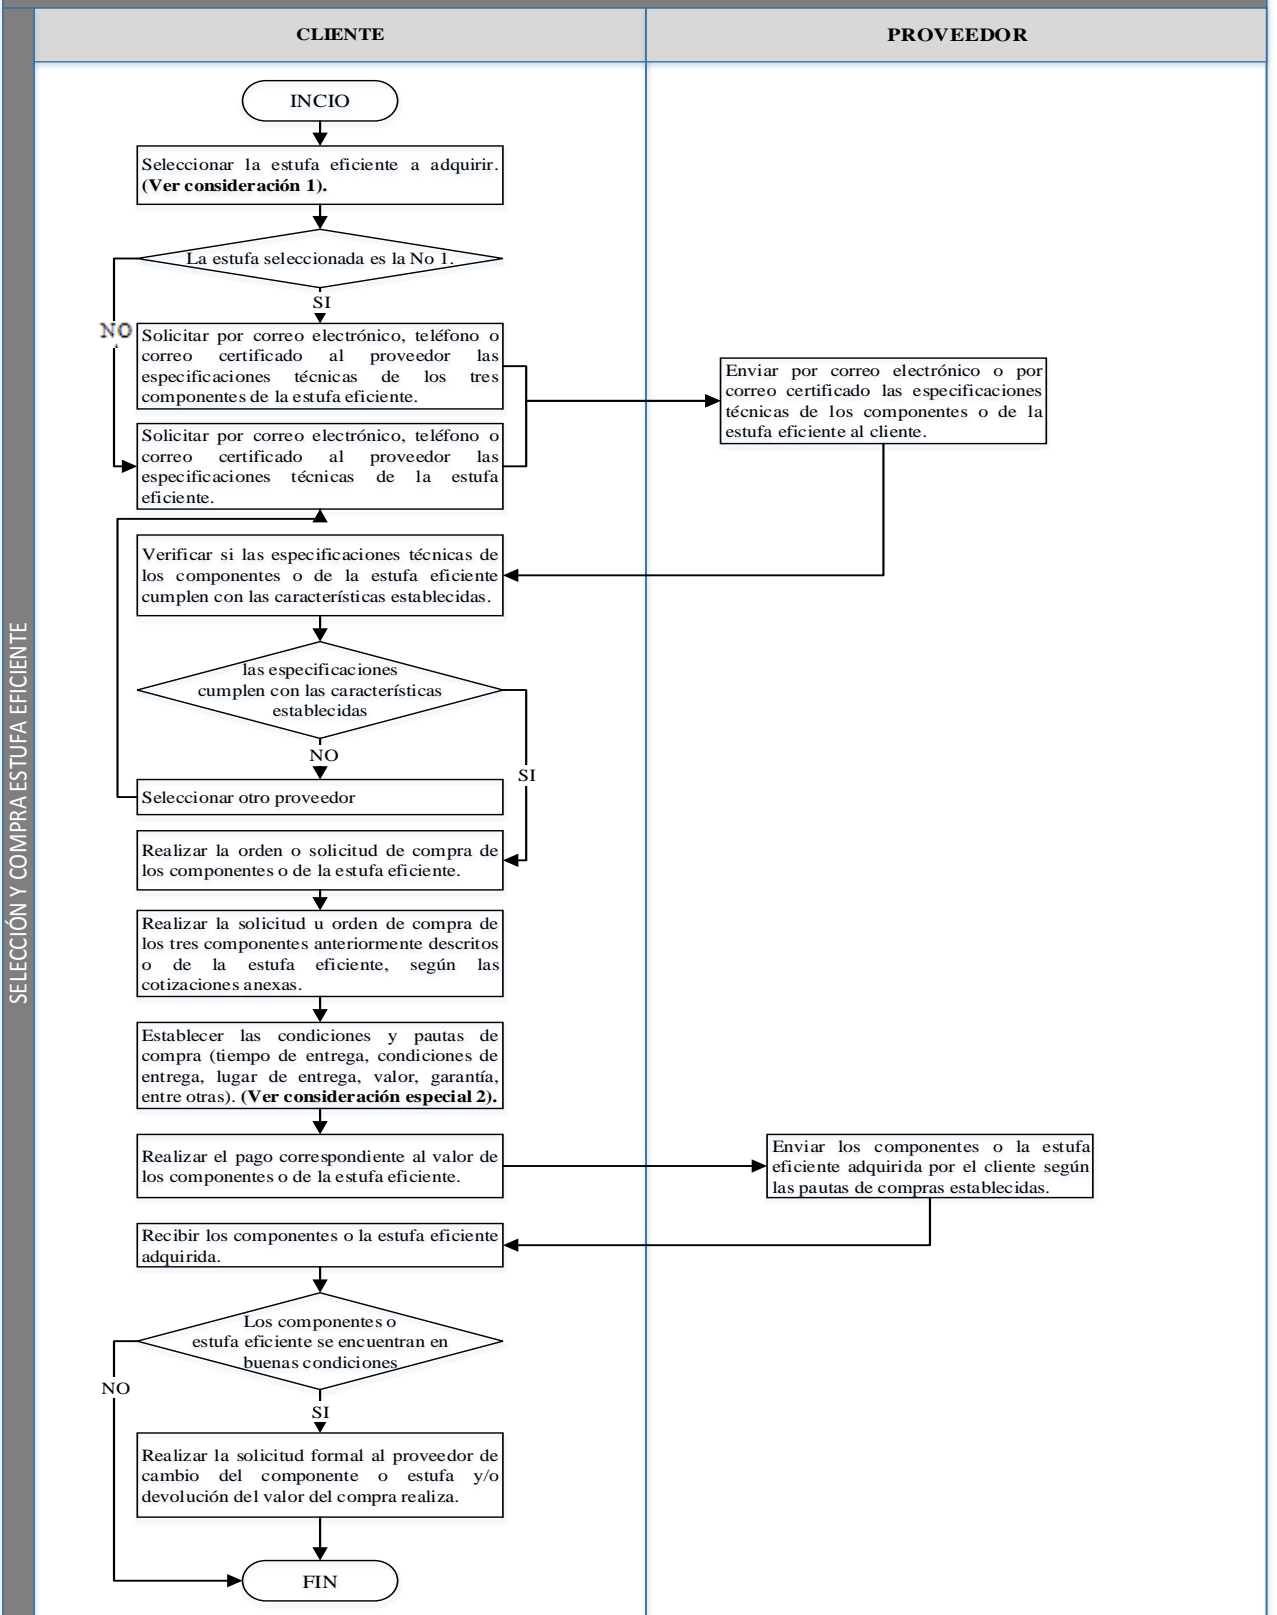 SELECCIÓN Y COMPRA ESTUFA EFICIENTE
CLIENTE
PROVEEDOR
INCIO
Seleccionar la estufa eficiente a adquirir.
(Ver consideración 1).
La estufa seleccionada es la No 1.
SI
NO
Solicitar por correo electrónico, teléfono o
correo certificado al proveedor las
especificaciones técnicas de los tres
componentes de la estufa eficiente.
Enviar por correo electrónico o por
correo certificado las especificaciones
técnicas de los componentes o de la
estufa eficiente al cliente.
Solicitar por correo electrónico, teléfono o
correo certificado al proveedor las
especificaciones técnicas de la estufa
eficiente.
Verificar si las especificaciones técnicas de
los componentes o de la estufa eficiente
cumplen con las características establecidas.
las especificaciones
cumplen con las características
establecidas
NO
SI
Seleccionar otro proveedor
Realizar la orden o solicitud de compra de
los componentes o de la estufa eficiente.
Realizar la solicitud u orden de compra de
los tres componentes anteriormente descritos
o de la estufa eficiente, según las
cotizaciones anexas.
Establecer las condiciones y pautas de
compra (tiempo de entrega, condiciones de
entrega, lugar de entrega, valor, garantía,
entre otras). (Ver consideración especial 2).
Realizar el pago correspondiente al valor de
los componentes o de la estufa eficiente.
Enviar los componentes o la estufa
eficiente adquirida por el cliente según
las pautas de compras establecidas.
Recibir los componentes o la estufa eficiente
adquirida.
Los componentes o
estufa eficiente se encuentran en
buenas condiciones
NO
SI
Realizar la solicitud formal al proveedor de
cambio del componente o estufa y/o
devolución del valor del compra realiza.
FIN